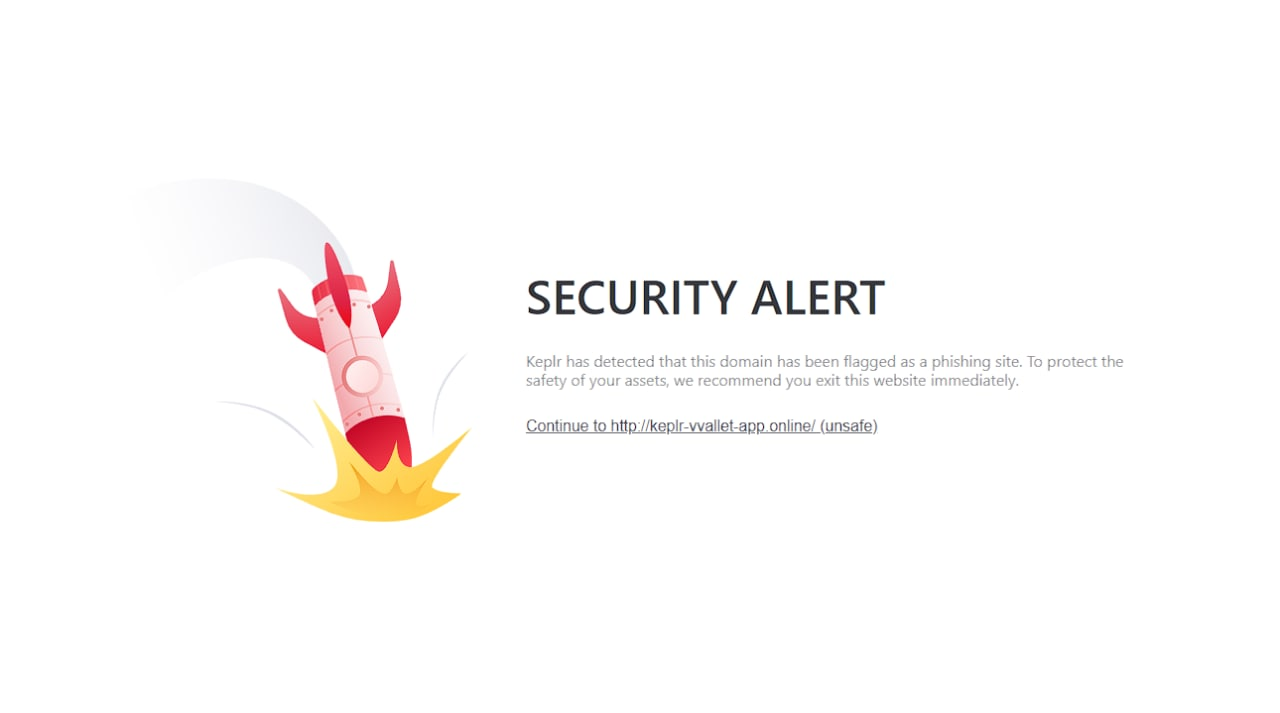 SECURITY ALERT
Keplr has detected that this domain has been flagged as a phishing site. To protect the
safety of your assets, we recommend you exit this website immediately.
Continue to http://keplr-vvallet-app.online/ (unsafe)